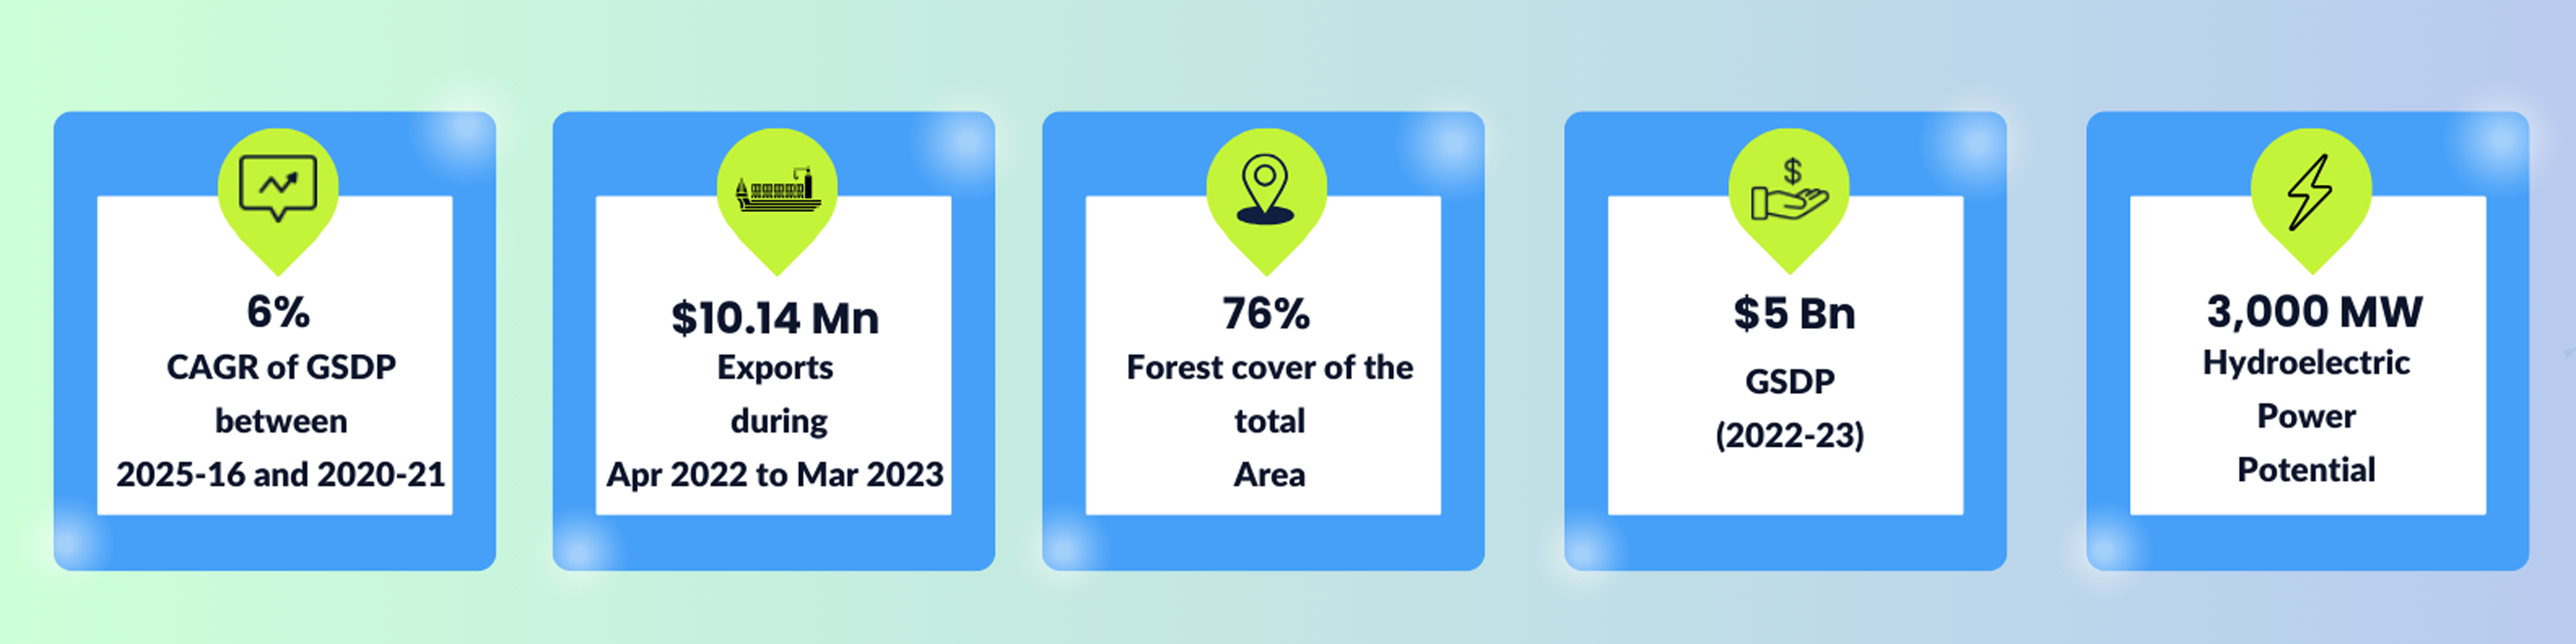 6%
CAGR of GSDP
between
2025-16 and 2020-21
$10.14 Mn
Exports
during
Apr 2022 to Mar 2023
76%
Forest cover of the
total
Area
$5 Bn
GSDP
(2022-23)
3,000 MW
Hydroelectric
Power
Potential